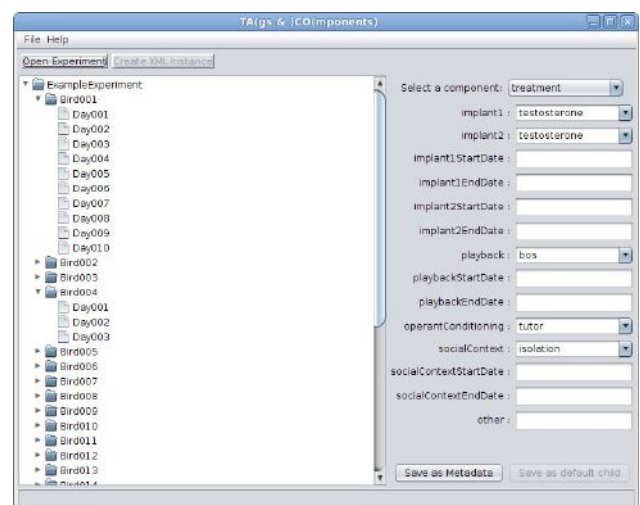 TA(gs & )CO(mponents)
File Help
Open Experiment Create XML Instance
ExampleExperiment
Bird001
Day001
Day002
Day003
Day004
Day005
Day006
Day007
Day008
Day009
Day010
Bird002
Bird003
Bird004
Day001
Day002
Day003
Bird005
Bird006
Bird007
Bird008
Bird009
Bird010
Bird011
Bird012
Bird013
Bird014
Select a component: treatment
implant1 : testosterone
implant2 : testosterone
implant1StartDate :
implant1EndDate :
implant2StartDate :
implant2EndDate :
playback : bos
playbackStartDate :
playbackEndDate :
operantConditioning : tutor
socialContext : isolation
socialContextStartDate :
socialContextEndDate :
other :
Save as Metadata Save as default child